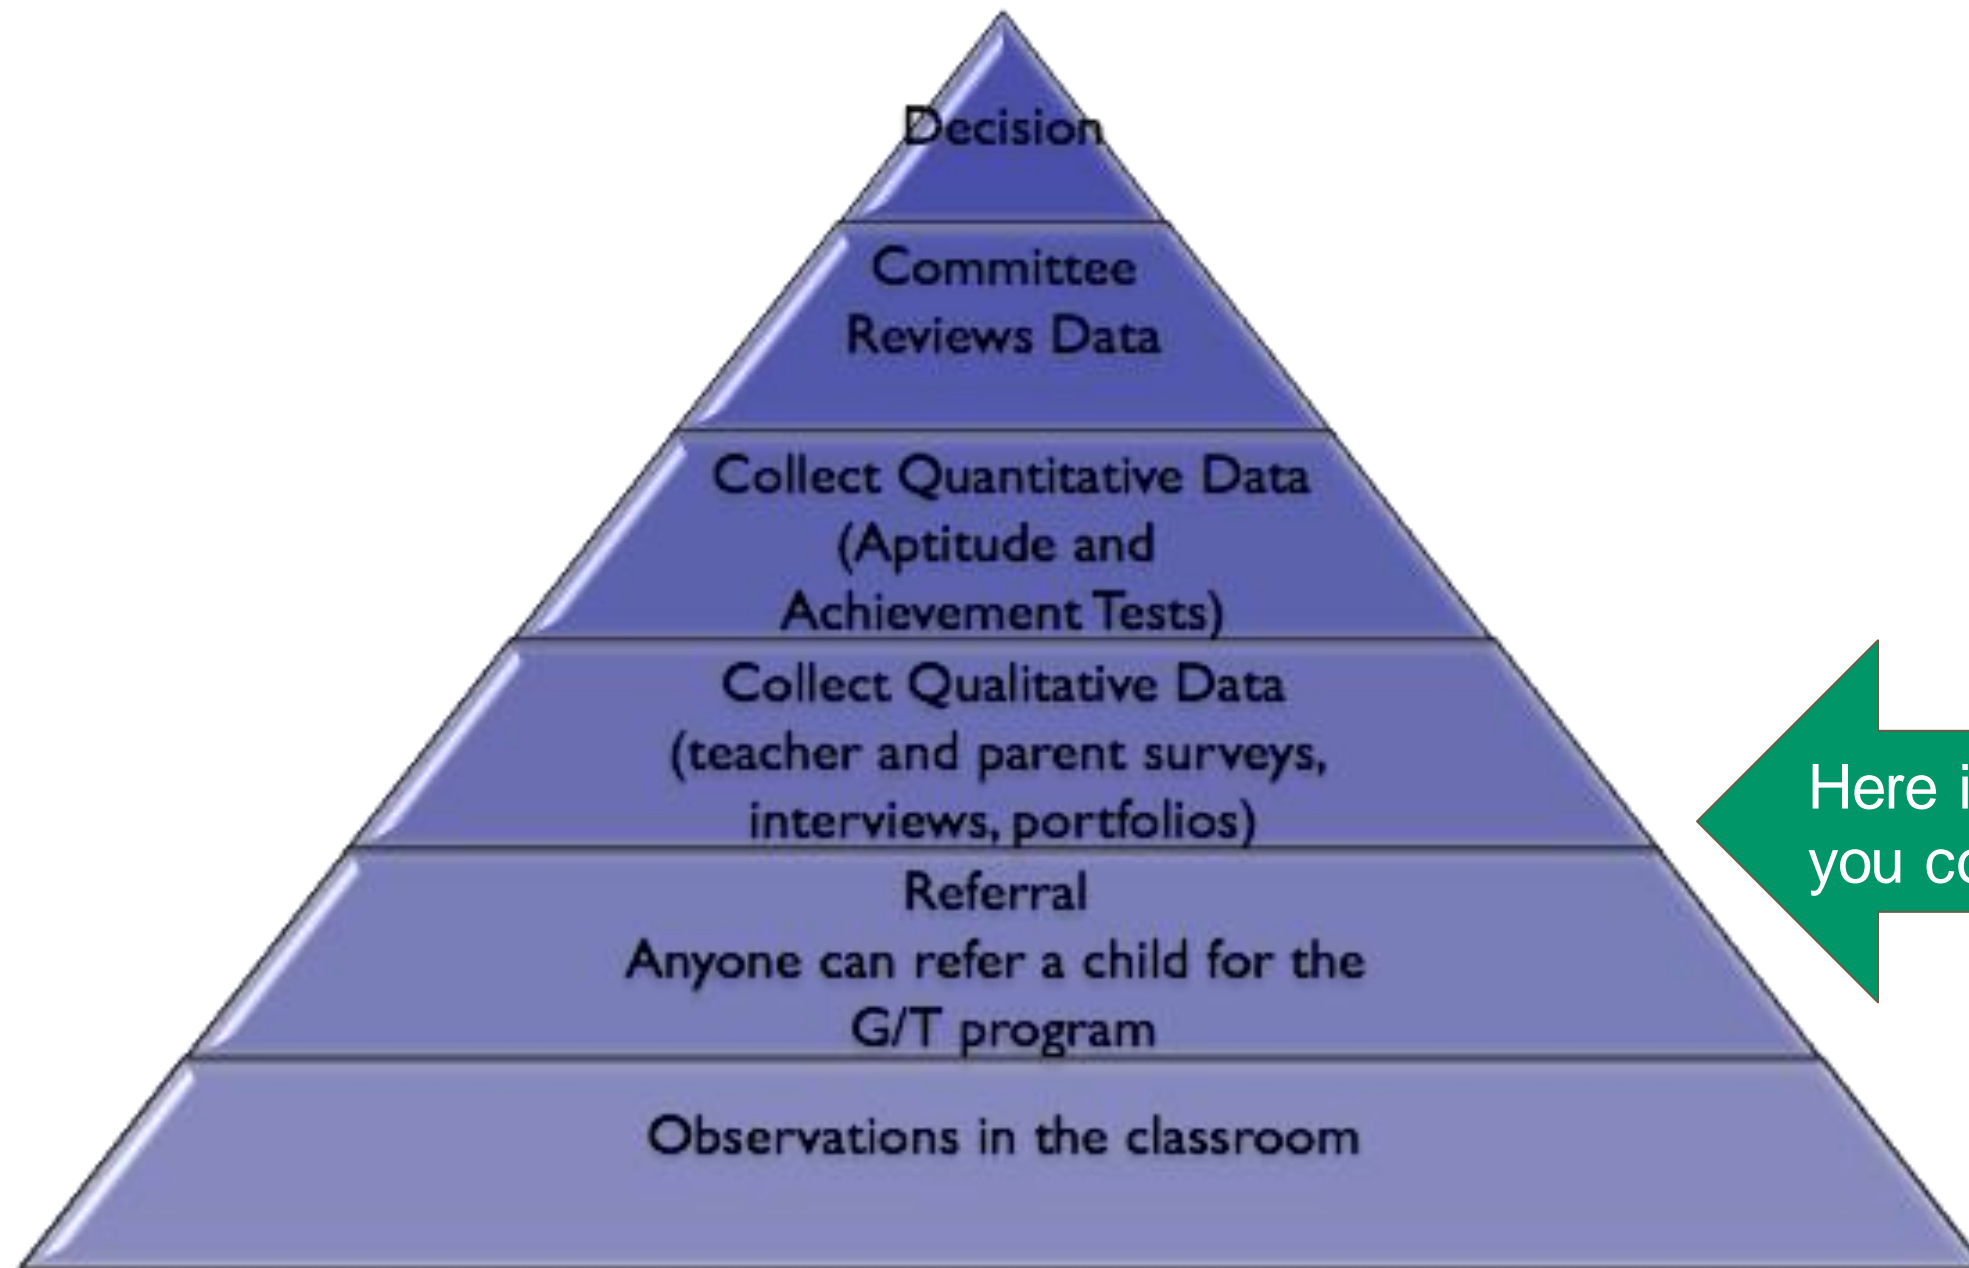 Decision
Committee
Reviews Data
Collect Quantitative Data
(Aptitude and
Achievement Tests)
Collect Qualitative Data
(teacher and parent surveys,
interviews, portfolios)
Here
you
Referral
Anyone can refer a child for the
G/T program
Observations in the classroom